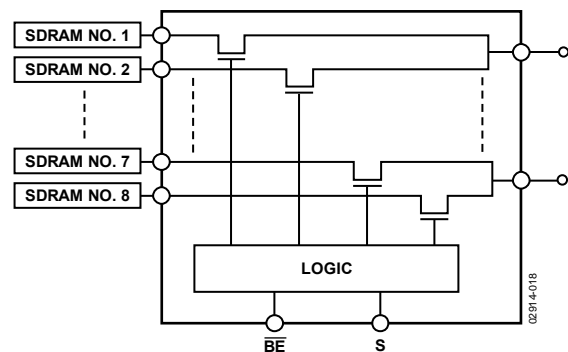 SDRAM NO. 1
SDRAM NO. 2
SDRAM NO. 7
SDRAM NO. 8
LOGIC
02914-018
BE
S